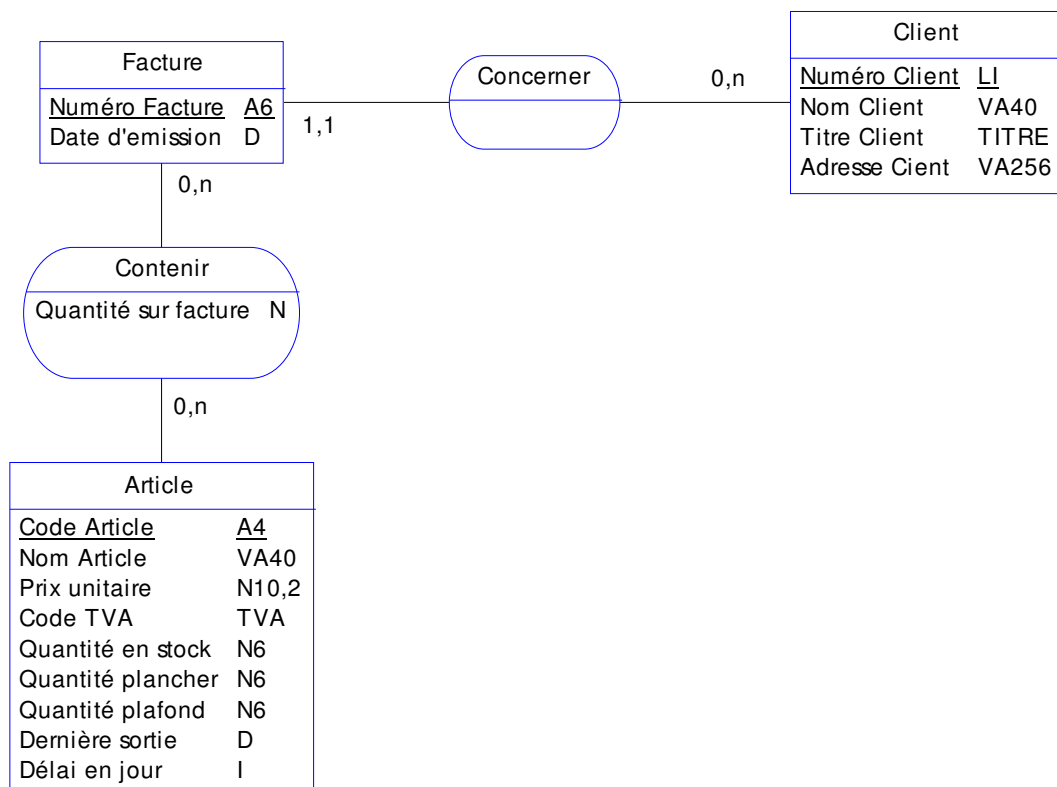 Facture
Numéro Facture A6
Date d'emission D
1,1
Concerner
0,n
Client
Numéro Client LI
Nom Client VA40
Titre Client TITRE
Adresse Cient VA256
0,n
Contenir
Quantité sur facture N
0,n
Article
Code Article A4
Nom Article VA40
Prix unitaire N10,2
Code TVA TVA
Quantité en stock N6
Quantité plancher N6
Quantité plafond N6
Dernière sortie D
Délai en jour I